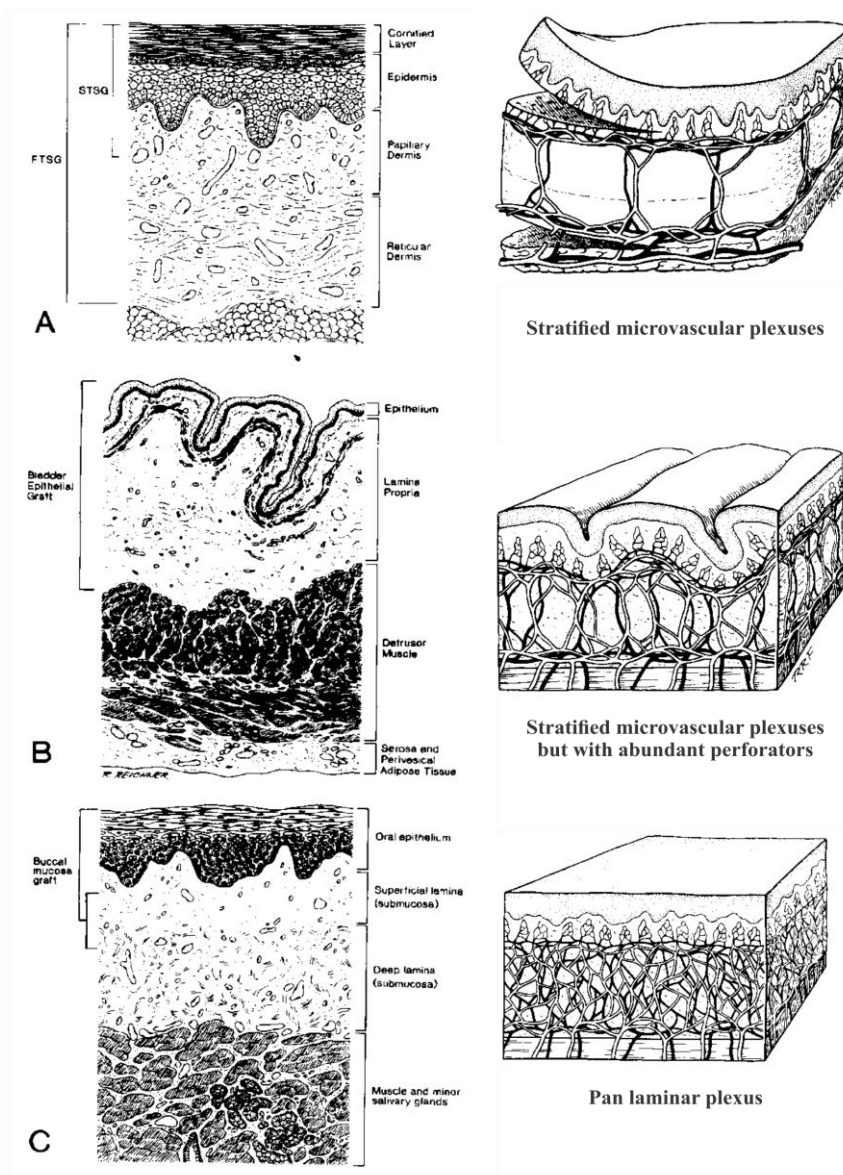 Cornified
Layer
Epidermis
STSG
FTSG
Papillary
Dermis
Reticular
Dermis
A
Stratified microvascular plexuses
Epithelium
Bladder
Epithelial
Graft
Lamina
Propria
Detrusor
Muscle
B
Serosa and
Perivesical
Adipose Tissue
R. REICHNER
Stratified microvascular plexuses
but with abundant perforators
Oral epithelium
Buccal
mucosa
graft
Superficial lamina
(submucosa)
Deep lamina
(submucosa)
Muscle and minor
salivary glands
C
Pan laminar plexus